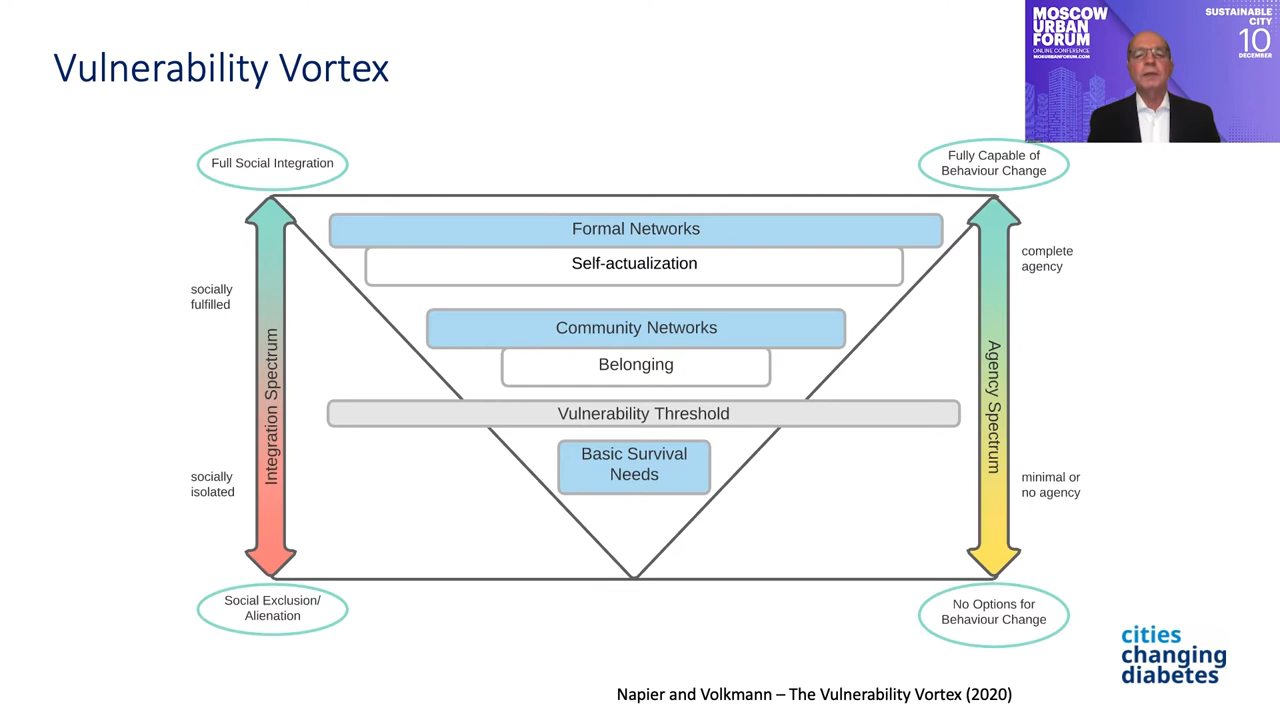 Vulnerability Vortex
MOSCOW
URBAN
FORUM
ONLINE CONFERENCE
MOSURBANFORUM.COM
SUSTAINABLE
CITY
10
DECEMBER
Full Social Integration
Fully Capable of
Behaviour Change
Formal Networks
Self-actualization
complete
agency
socially
fulfilled
Community Networks
Belonging
Integration Spectrum
Agency Spectrum
Vulnerability Threshold
Basic Survival
Needs
socially
isolated
minimal or
no agency
Social Exclusion/
Alienation
No Options for
Behaviour Change
cities
changing
diabetes
Napier and Volkmann – The Vulnerability Vortex (2020)